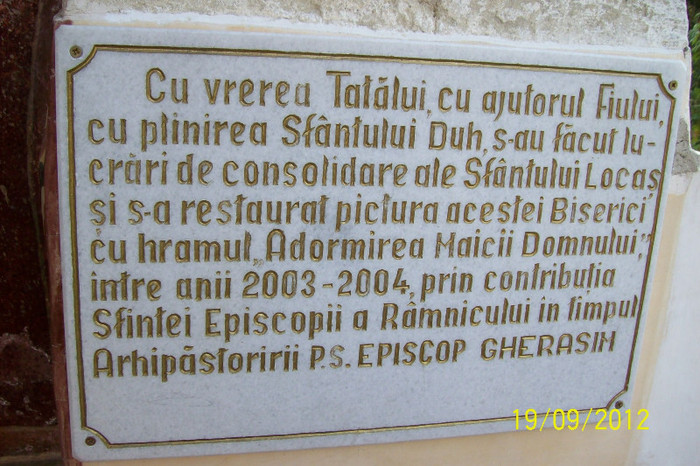 Cu vrerea Tatălui, cu ajutorul Fiului,
cu plinirea Sfântului Duh, s-au făcut lu-
crări de consolidare ale Sfântului Locaş
şi s-a restaurat pictura acestei Biserici
cu hramul „Adormirea Maicii Domnului,”
între anii 2003-2004, prin contribuţia
Sfintei Episcopii a Râmnicului în timpul
Arhipăstoririi P.S. EPISCOP GHERASIM
19/09/2012